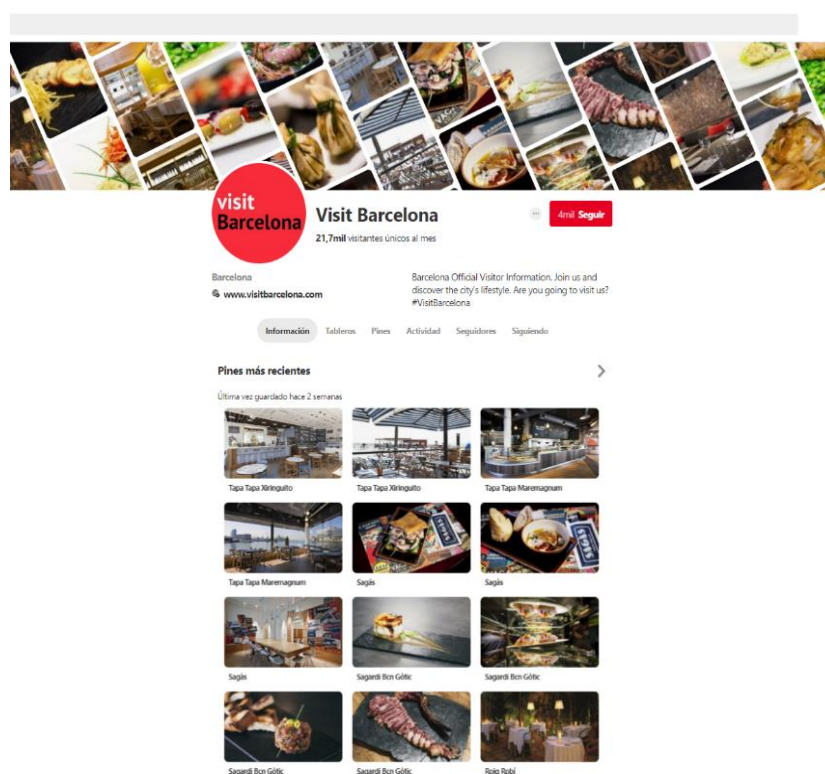 visit
Barcelona
Visit Barcelona
4mil Seguir
21,7mil visitantes únicos al mes
Barcelona
www.visitbarcelona.com
Barcelona Official Visitor Information. Join us and
discover the city's lifestyle. Are you going to visit us?
#VisitBarcelona
Información Tableros Pines Actividad Seguidores Siguiendo
Pines más recientes
Última vez guardado hace 2 semanas
Tapa Tapa Xiringuito Tapa Tapa Xiringuito Tapa Tapa Maremagnum
SAGÀS
SAGÀS
Tapa Tapa Maremagnum Sagàs Sagàs
Sagàs Sagardi Bcn Gòtic Sagardi Bcn Gòtic
Sagardi Bcn Gòtic Sagardi Bcn Gòtic Roig Robí